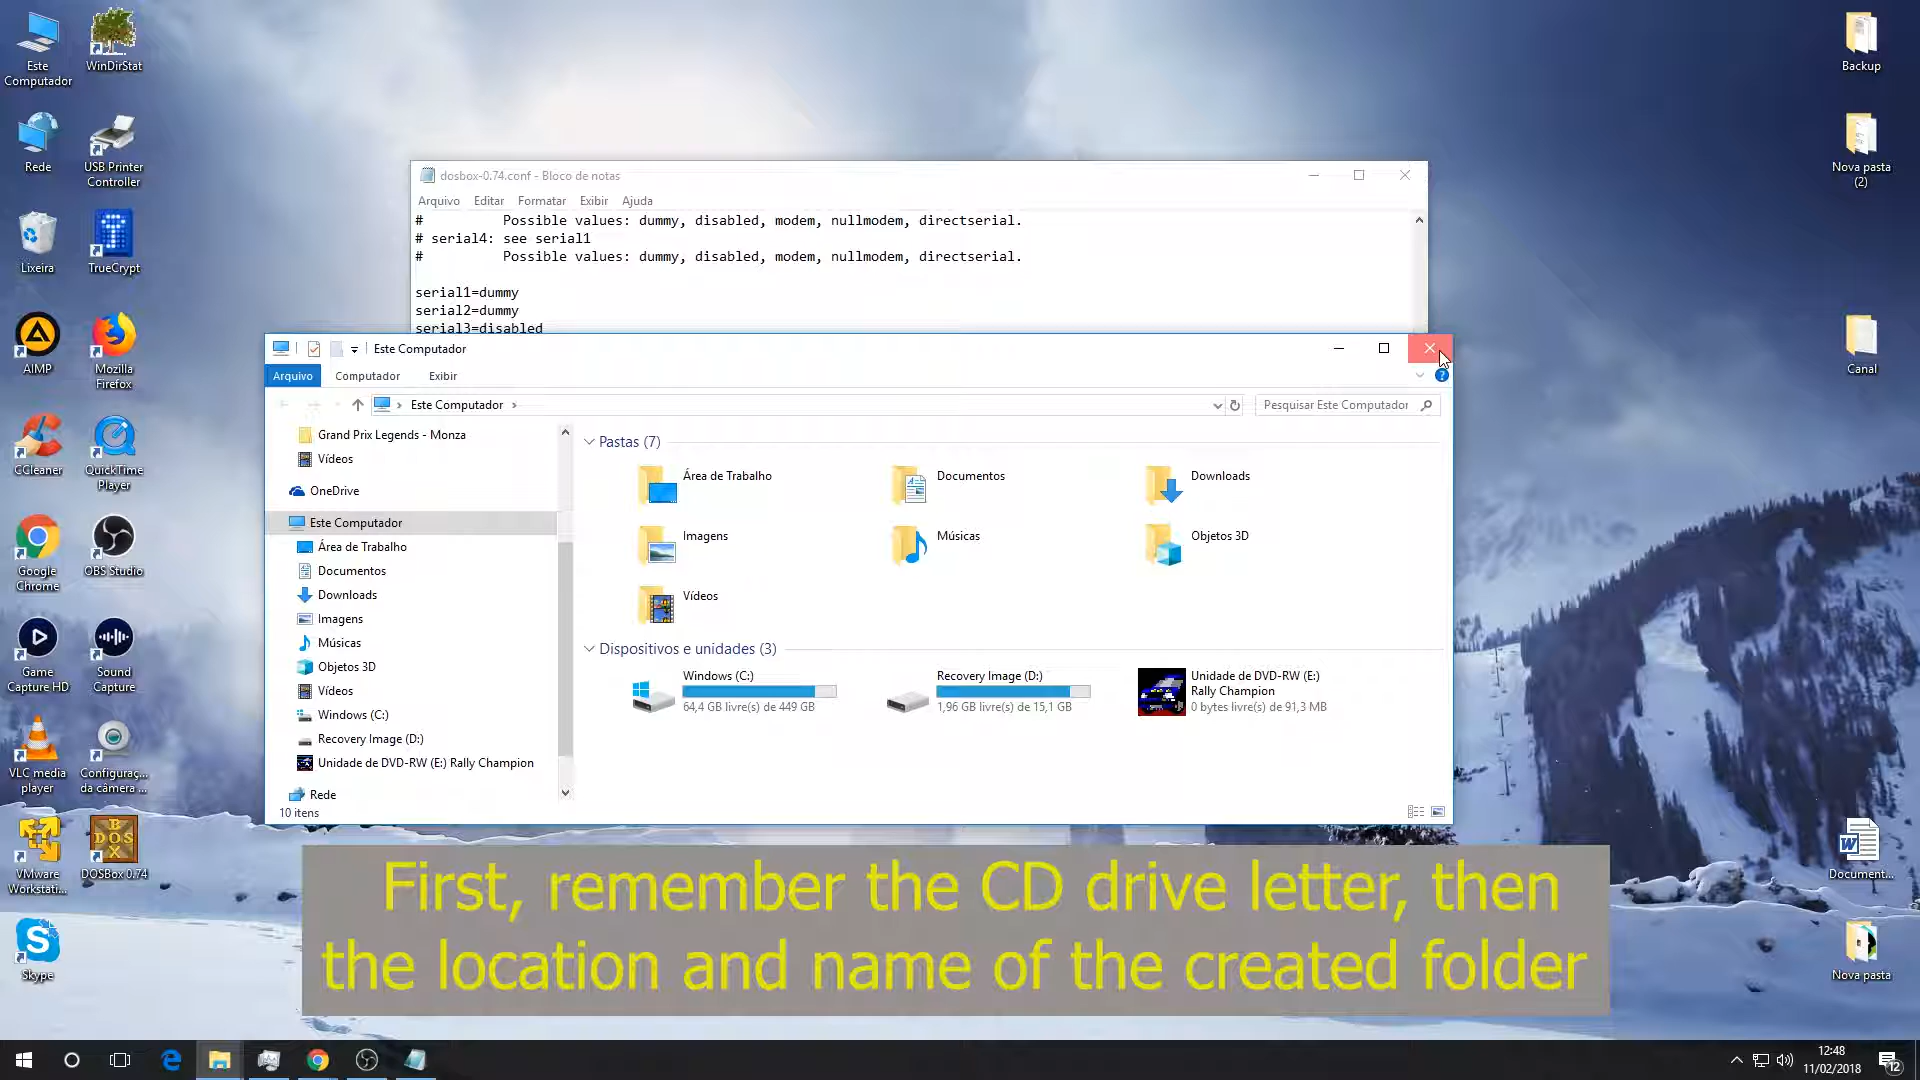 Este
Computador
WinDirStat
Rede
USB Printer
Controller
Lixeira
TrueCrypt
AIMP
Mozilla
Firefox
CCleaner
QuickTime
Player
Google
Chrome
OBS Studio
Game
Capture HD
Sound
Capture
VLC media
player
Configuraç...
da câmera ...
VMware
Workstati...
DOSBox 0.74
BOX
DOS
Skype
Backup
Nova pasta
(2)
Canal
Document...
Nova pasta
dosbox-0.74.conf - Bloco de notas
Arquivo Editar Formatar Exibir Ajuda
# Possible values: dummy, disabled, modem, nullmodem, directserial.
# serial4: see serial1
# Possible values: dummy, disabled, modem, nullmodem, directserial.
serial1=dummy
serial2=dummy
serial3=disabled
Este Computador
Arquivo Computador Exibir
Este Computador
Pesquisar Este Computador
Grand Prix Legends - Monza
Vídeos
OneDrive
Este Computador
Área de Trabalho
Documentos
Downloads
Imagens
Músicas
Objetos 3D
Vídeos
Windows (C:)
Recovery Image (D:)
Unidade de DVD-RW (E:) Rally Champion
Rede
10 itens
Pastas (7)
Área de Trabalho
Documentos
Downloads
Imagens
Músicas
Objetos 3D
Vídeos
Dispositivos e unidades (3)
Windows (C:)
64,4 GB livre(s) de 449 GB
Recovery Image (D:)
1,96 GB livre(s) de 15,1 GB
Unidade de DVD-RW (E:)
Rally Champion
0 bytes livre(s) de 91,3 MB
First, remember the CD drive letter, then
the location and name of the created folder
12:48
11/02/2018
12